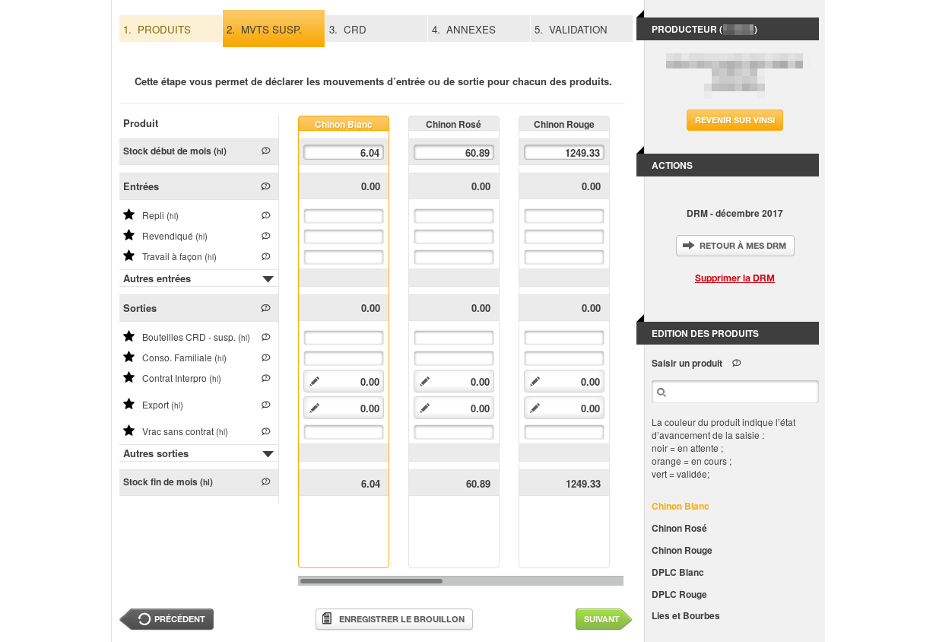 1. PRODUITS
2. MVTS SUSP.
3. CRD
4. ANNEXES
5. VALIDATION
Cette étape vous permet de déclarer les mouvements d'entrée ou de sortie pour chacun des produits.
Produit Chinon Blanc Chinon Rosé Chinon Rouge
Stock début de mois (hl) 6.04 60.89 1249.33
Entrées 0.00 0.00 0.00
Repli (hl)
Revendiqué (hl)
Travail à façon (hl)
Autres entrées
Sorties 0.00 0.00 0.00
Bouteilles CRD - susp. (hl)
Conso. Familiale (hl)
Contrat Interpro (hl) 0.00 0.00 0.00
Export (hl) 0.00 0.00 0.00
Vrac sans contrat (hl)
Autres sorties
Stock fin de mois (hl) 6.04 60.89 1249.33
PRÉCÉDENT
ENREGISTRER LE BROUILLON
SUIVANT
PRODUCTEUR ( )
REVENIR SUR VINSI
ACTIONS
DRM - décembre 2017
RETOUR À MES DRM
Supprimer la DRM
EDITION DES PRODUITS
Saisir un produit
La couleur du produit indique l'état
d'avancement de la saisie :
noir = en attente ;
orange = en cours ;
vert = validée;
Chinon Blanc
Chinon Rosé
Chinon Rouge
DPLC Blanc
DPLC Rouge
Lies et Bourbes